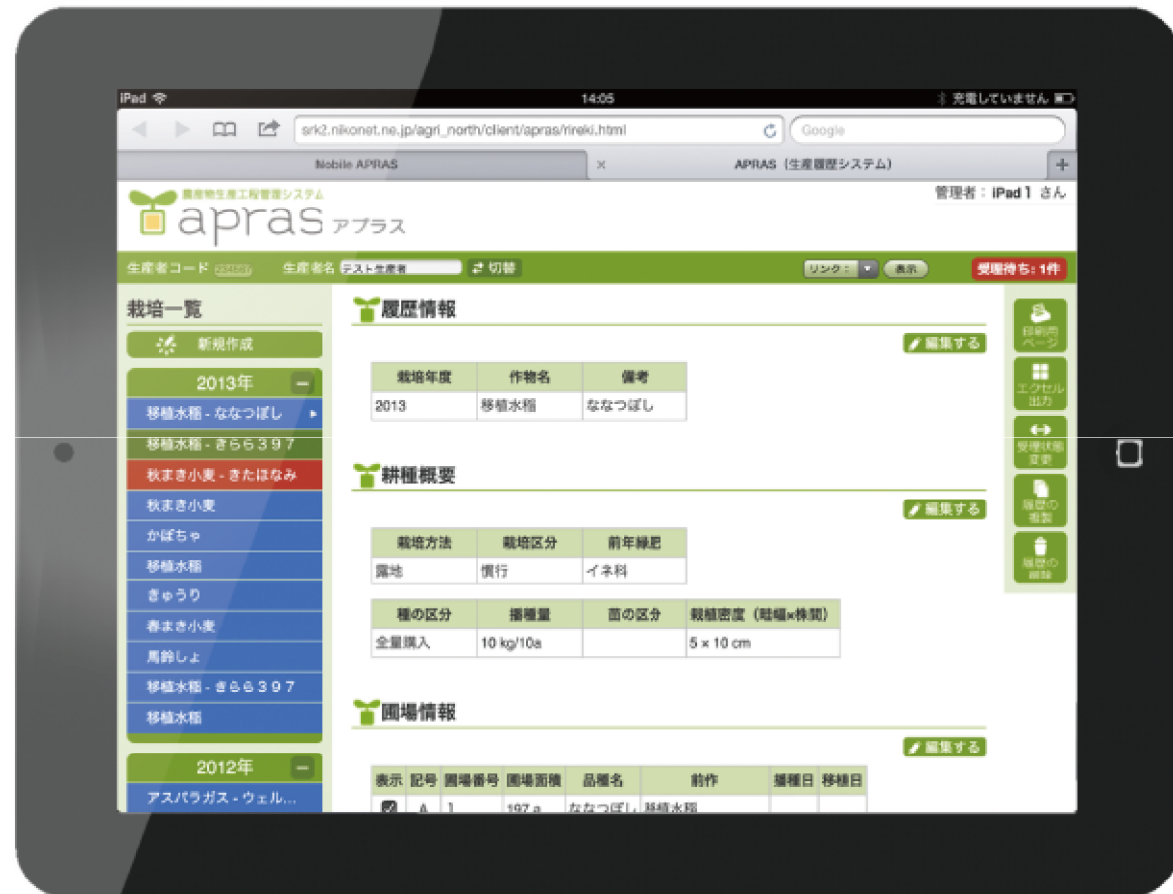 iPad
14:05
充電していません
srk2.nikonet.ne.jp/agri_north/client/apras/rireki.html
Google
Mobile APRAS
APRAS (生産履歴システム)
農産物生産工程管理システム
apras アプラス
管理者：iPad1 さん
生産者コード
生産者名 テスト生産者
切替
リンク：
表示
受理待ち：1件
栽培一覧
新規作成
2013年
移植水稲 - ななつぼし
移植水稲 - きらら３９７
秋まき小麦 - きたほなみ
秋まき小麦
かぼちゃ
移植水稲
きゅうり
春まき小麦
馬鈴しょ
移植水稲 - きらら３９７
移植水稲
2012年
アスパラガス - ウェル...
履歴情報
編集する
栽培年度 作物名 備考
2013 移植水稲 ななつぼし
耕種概要
編集する
栽培方法 栽培区分 前年緑肥
露地 慣行 イネ科
種の区分 播種量 苗の区分 栽植密度（畦幅×株間）
全量購入 10 kg/10a 5 × 10 cm
圃場情報
編集する
表示 記号 圃場番号 圃場面積 品種名 前作 播種日 移植日
A 1 197 a ななつぼし 移植水稲
印刷用
ページ
エクセル
出力
受理状態
変更
履歴の
複製
履歴の
削除